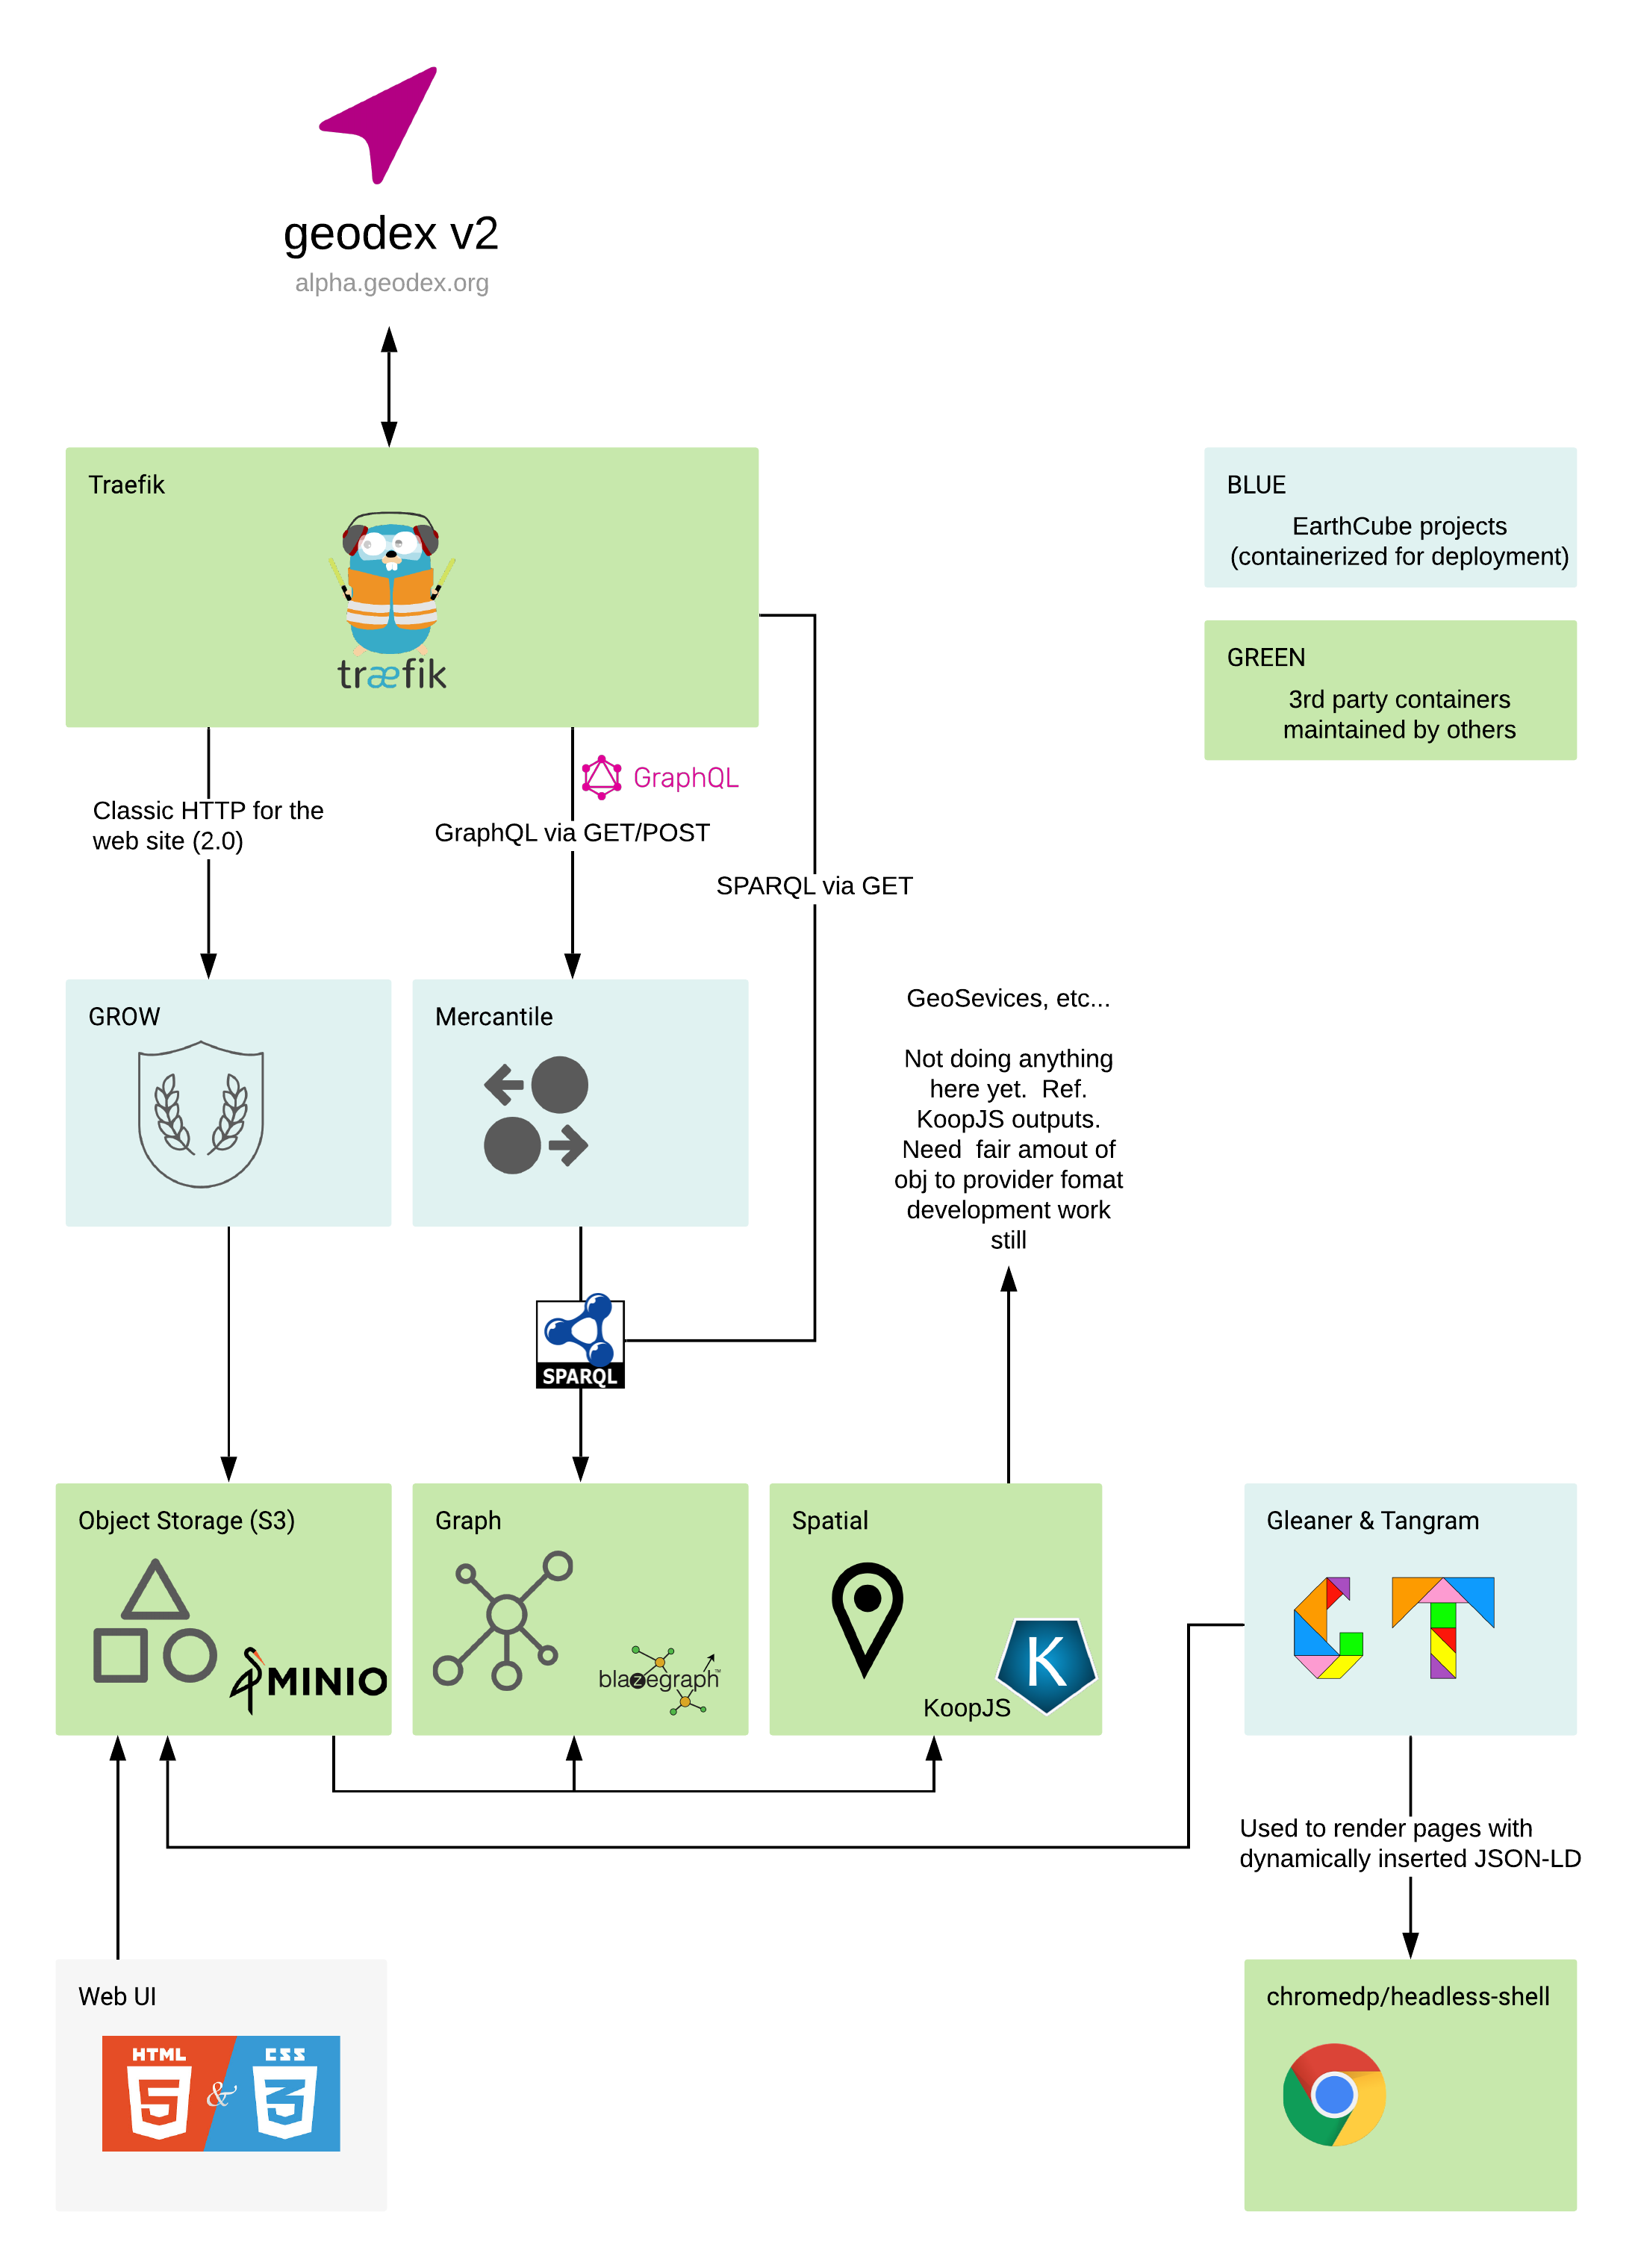 geodex v2
alpha.geodex.org
Traefik
træfik
BLUE
EarthCube projects
(containerized for deployment)
GREEN
3rd party containers
maintained by others
Classic HTTP for the
web site (2.0)
GraphQL
GraphQL via GET/POST
SPARQL via GET
GROW
Mercantile
GeoSevices, etc...
Not doing anything
here yet.  Ref.
KoopJS outputs.
Need  fair amout of
obj to provider fomat
development work
still
SPARQL
Object Storage (S3)
MINIO
Graph
blazegraph™
Spatial
K
KoopJS
Gleaner & Tangram
G T
Used to render pages with
dynamically inserted JSON-LD
Web UI
HTML
5
&
CSS
3
chromedp/headless-shell